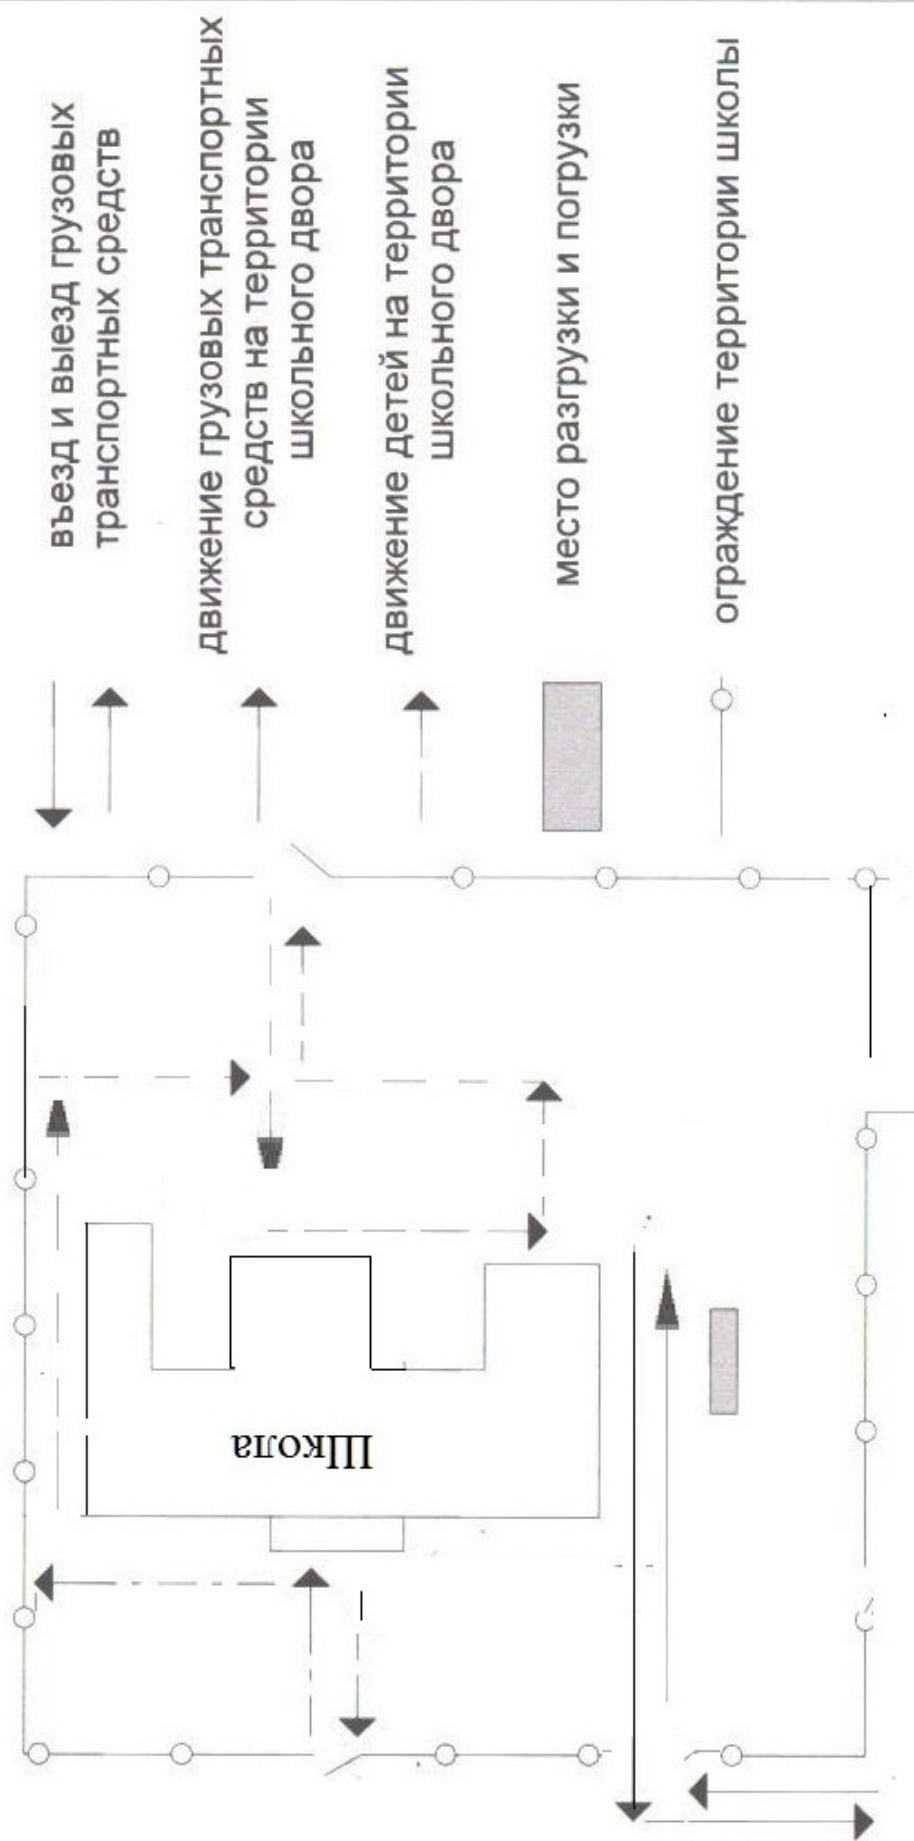 въезд и выезд грузовых
транспортных средств
движение грузовых транспортных
средств на территории
школьного двора
движение детей на территории
школьного двора
место разгрузки и погрузки
ограждение территории школы
Школа